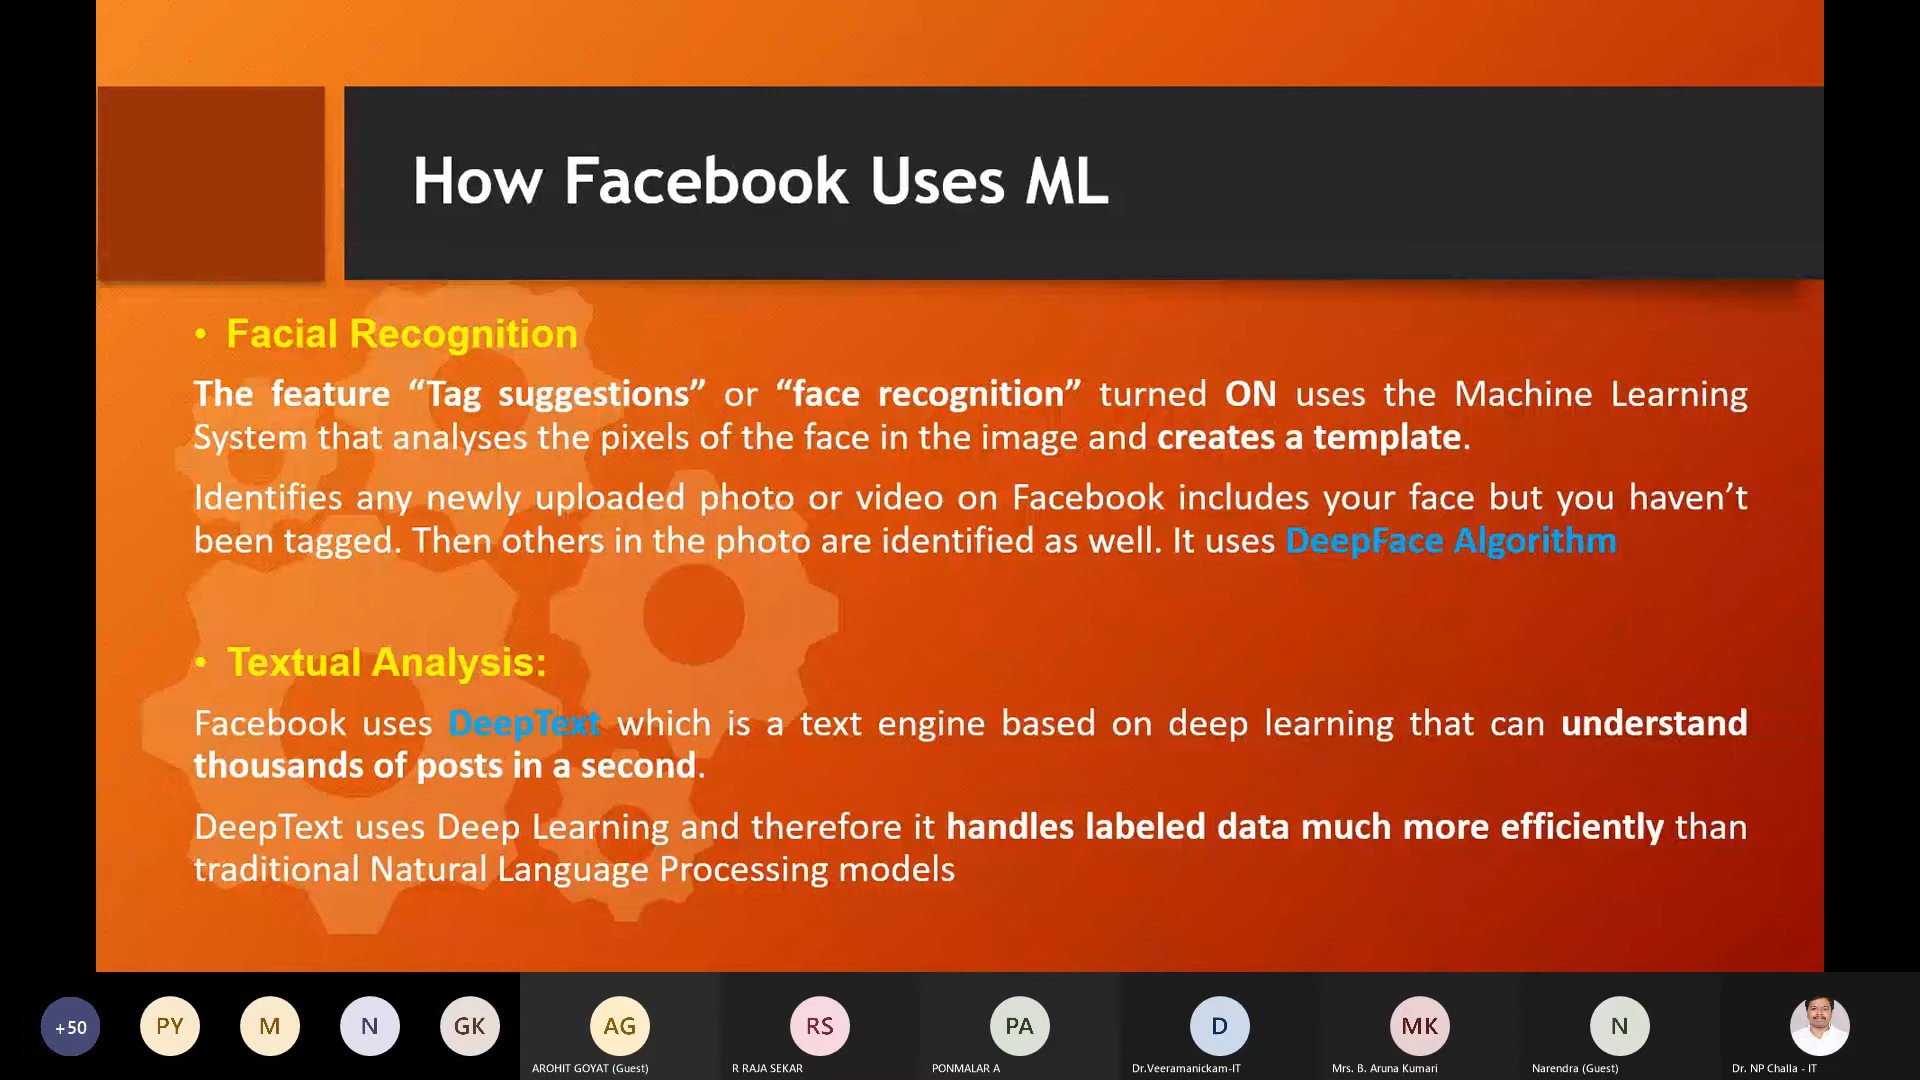 How Facebook Uses ML
• Facial Recognition
The feature “Tag suggestions” or “face recognition” turned ON uses the Machine Learning
System that analyses the pixels of the face in the image and creates a template.
Identifies any newly uploaded photo or video on Facebook includes your face but you haven’t
been tagged. Then others in the photo are identified as well. It uses DeepFace Algorithm
• Textual Analysis:
Facebook uses DeepText which is a text engine based on deep learning that can understand
thousands of posts in a second.
DeepText uses Deep Learning and therefore it handles labeled data much more efficiently than
traditional Natural Language Processing models
+50 PY M N GK AG RS PA D MK N
AROHIT GOYAT (Guest) R RAJA SEKAR PONMALAR A Dr.Veeramanickam-IT Mrs. B. Aruna Kumari Narendra (Guest) Dr. NP Challa - IT